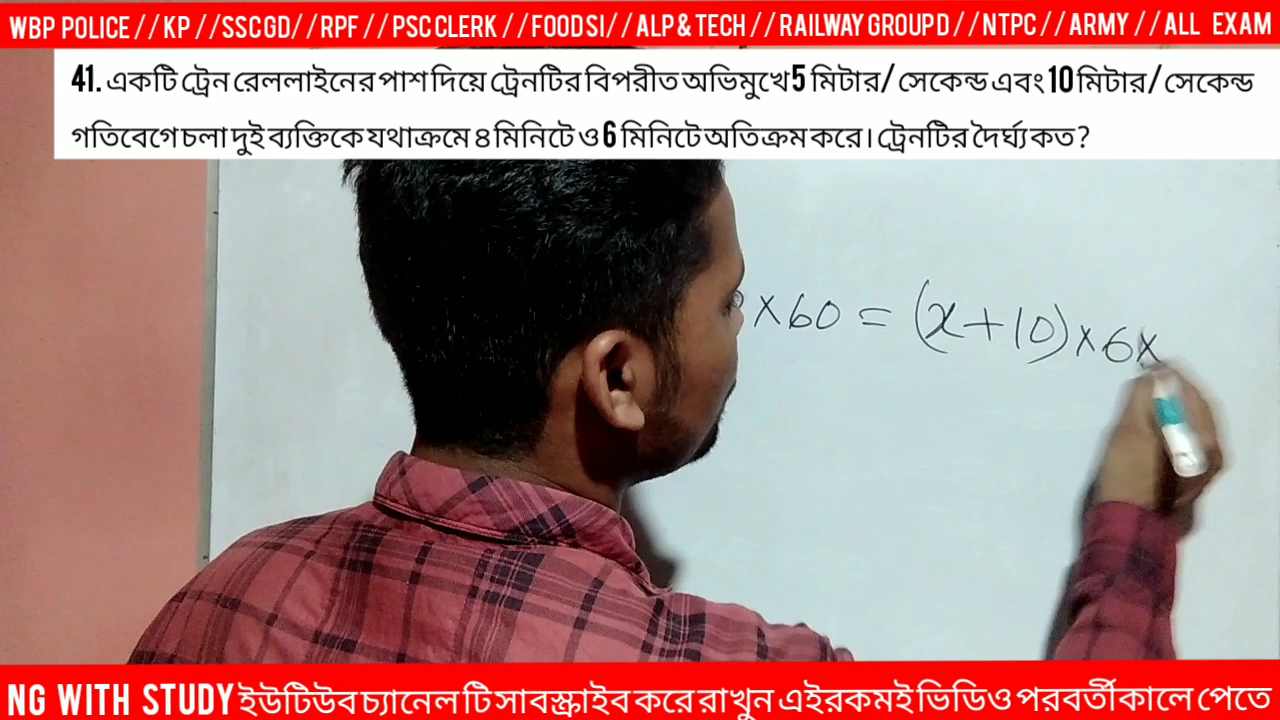 WBP POLICE // KP // SSC GD // RPF // PSC CLERK // FOOD SI // ALP & TECH // RAILWAY GROUP D // NTPC // ARMY // ALL EXAM
41. একটি ট্রেন রেললাইনের পাশ দিয়ে ট্রেনটির বিপরীত অভিমুখে 5 মিটার/ সেকেন্ড এবং 10 মিটার/ সেকেন্ড
গতিবেগে চলা দুই ব্যক্তিকে যথাক্রমে ৪ মিনিটে ও 6 মিনিটে অতিক্রম করে। ট্রেনটির দৈর্ঘ্য কত?
×60 = (x+10)×6×
NG WITH STUDY ইউটিউব চ্যানেল টি সাবস্ক্রাইব করে রাখুন এইরকমই ভিডিও পরবর্তীকালে পেতে